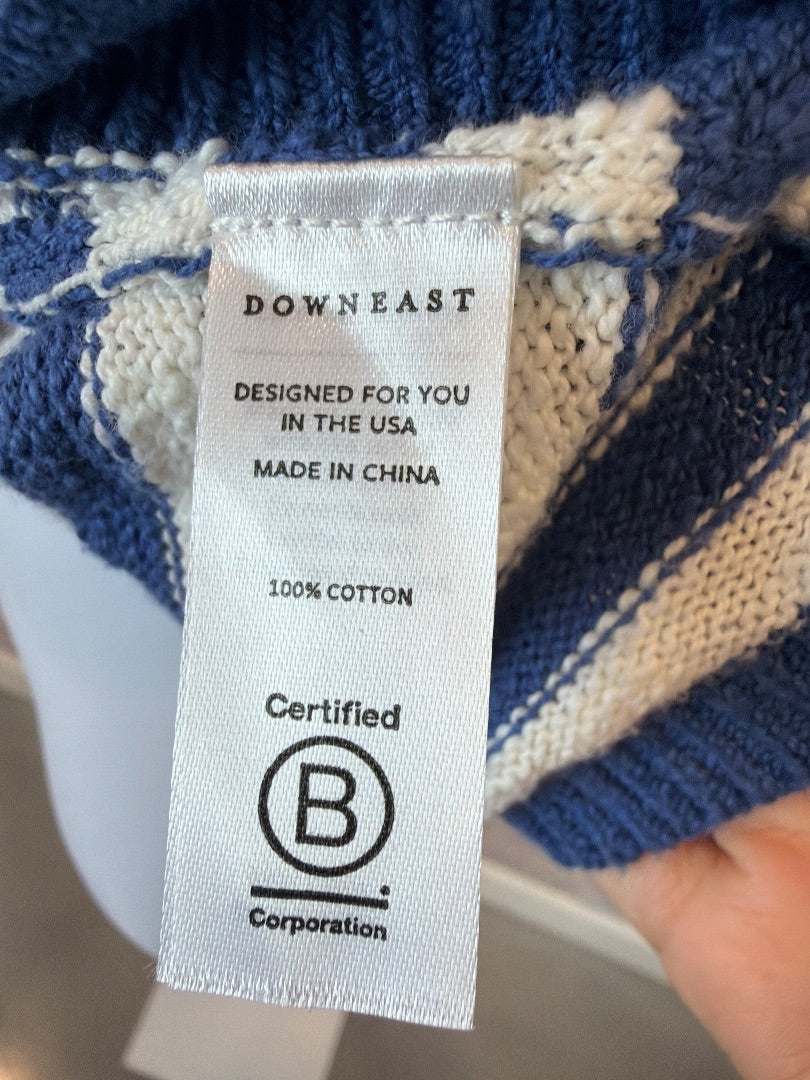 DOWNEAST
DESIGNED FOR YOU
IN THE USA
MADE IN CHINA
100% COTTON
Certified
B
Corporation